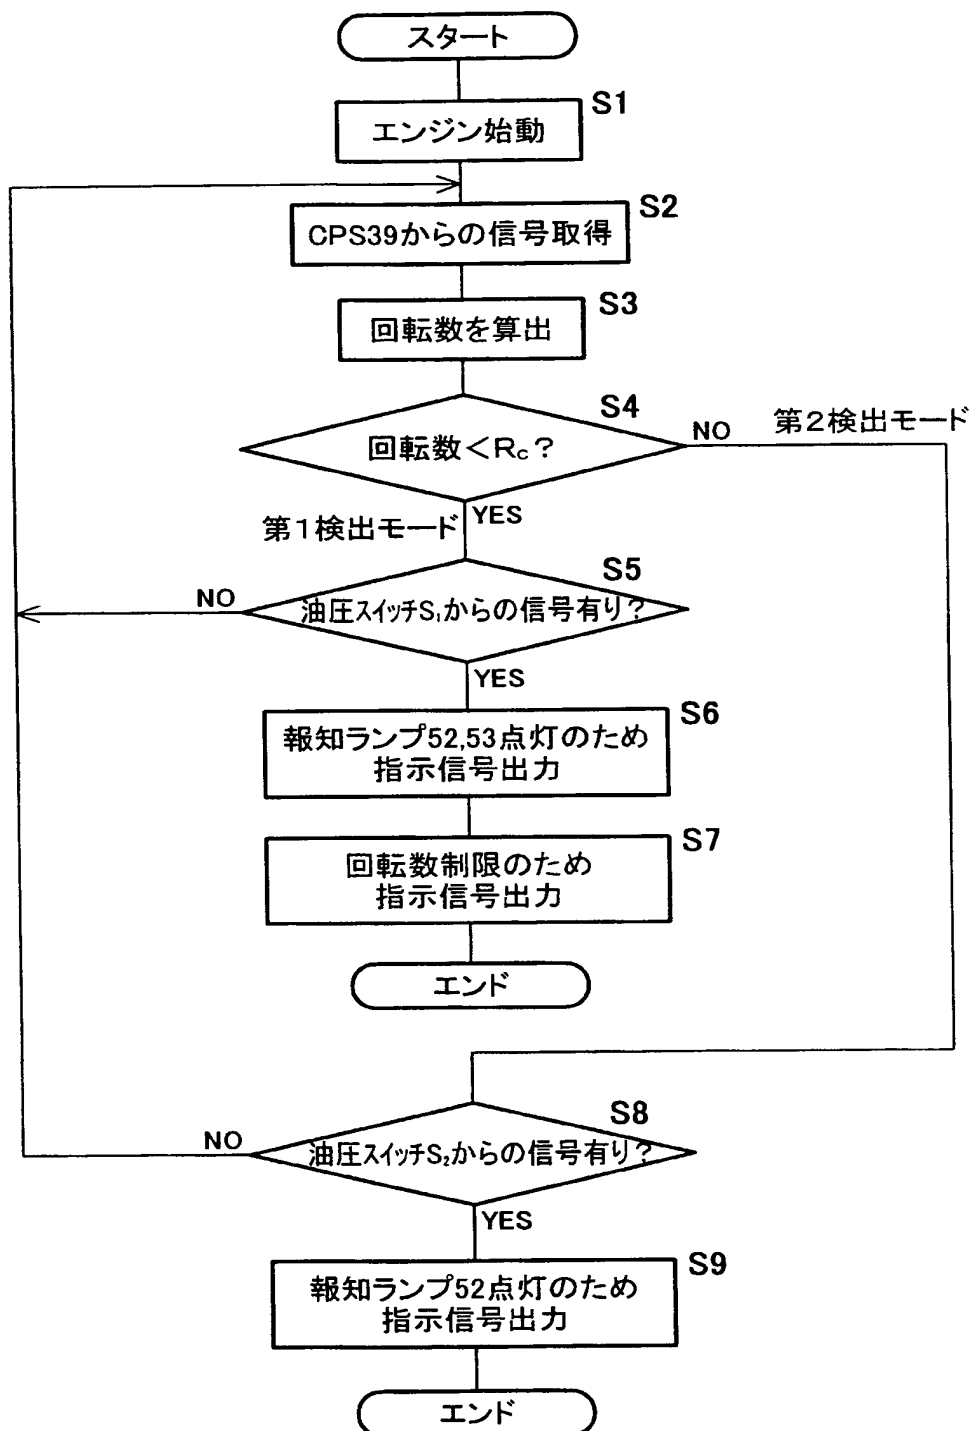 スタート
S1
エンジン始動
S2
CPS39からの信号取得
S3
回転数を算出
S4
回転数<Rc?
NO
第2検出モード
YES
第1検出モード
S5
NO
油圧スイッチS₁からの信号有り?
YES
S6
報知ランプ52,53点灯のため
指示信号出力
S7
回転数制限のため
指示信号出力
エンド
S8
NO
油圧スイッチS₂からの信号有り?
YES
S9
報知ランプ52点灯のため
指示信号出力
エンド